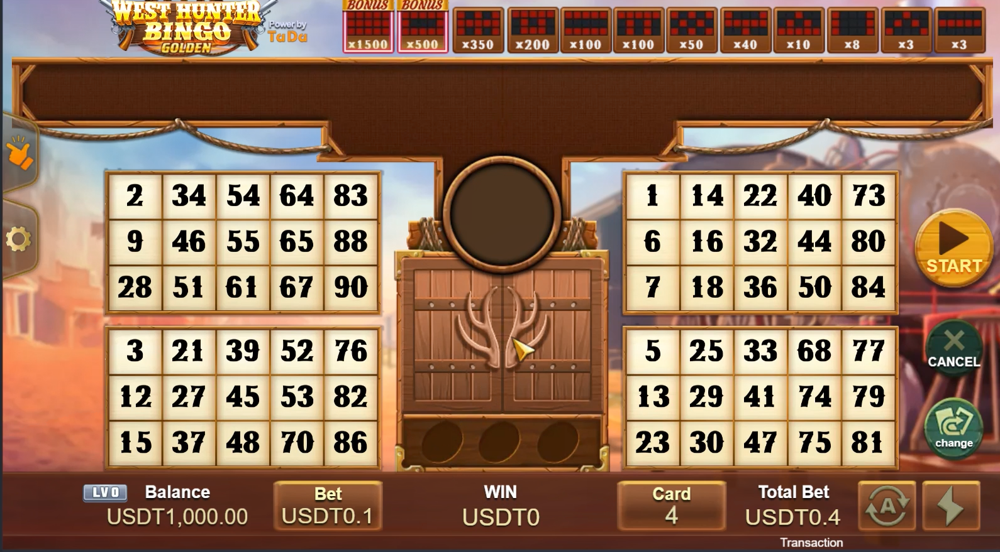 WEST HUNTER
BINGO
GOLDEN
Power by
TaDa
BONUS BONUS
x1500 x500 x350 x200 x100 x100 x50 x40 x10 x8 x3 x3
2 34 54 64 83
9 46 55 65 88
28 51 61 67 90
1 14 22 40 73
6 16 32 44 80
7 18 36 50 84
3 21 39 52 76
12 27 45 53 82
15 37 48 70 86
5 25 33 68 77
13 29 41 74 79
23 30 47 75 81
START
CANCEL
change
LV 0 Balance
USDT1,000.00
Bet
USDT0.1
WIN
USDT0
Card
4
Total Bet
USDT0.4
A
Transaction